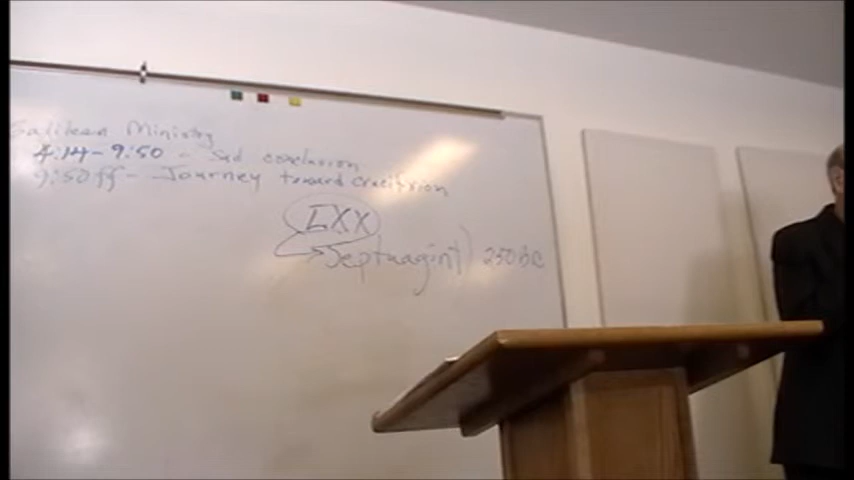 Galilean Ministry
4:14-9:50 - Sad conclusion
9:50ff- Journey toward crucifixion
LXX
Septuagint) 250 BC